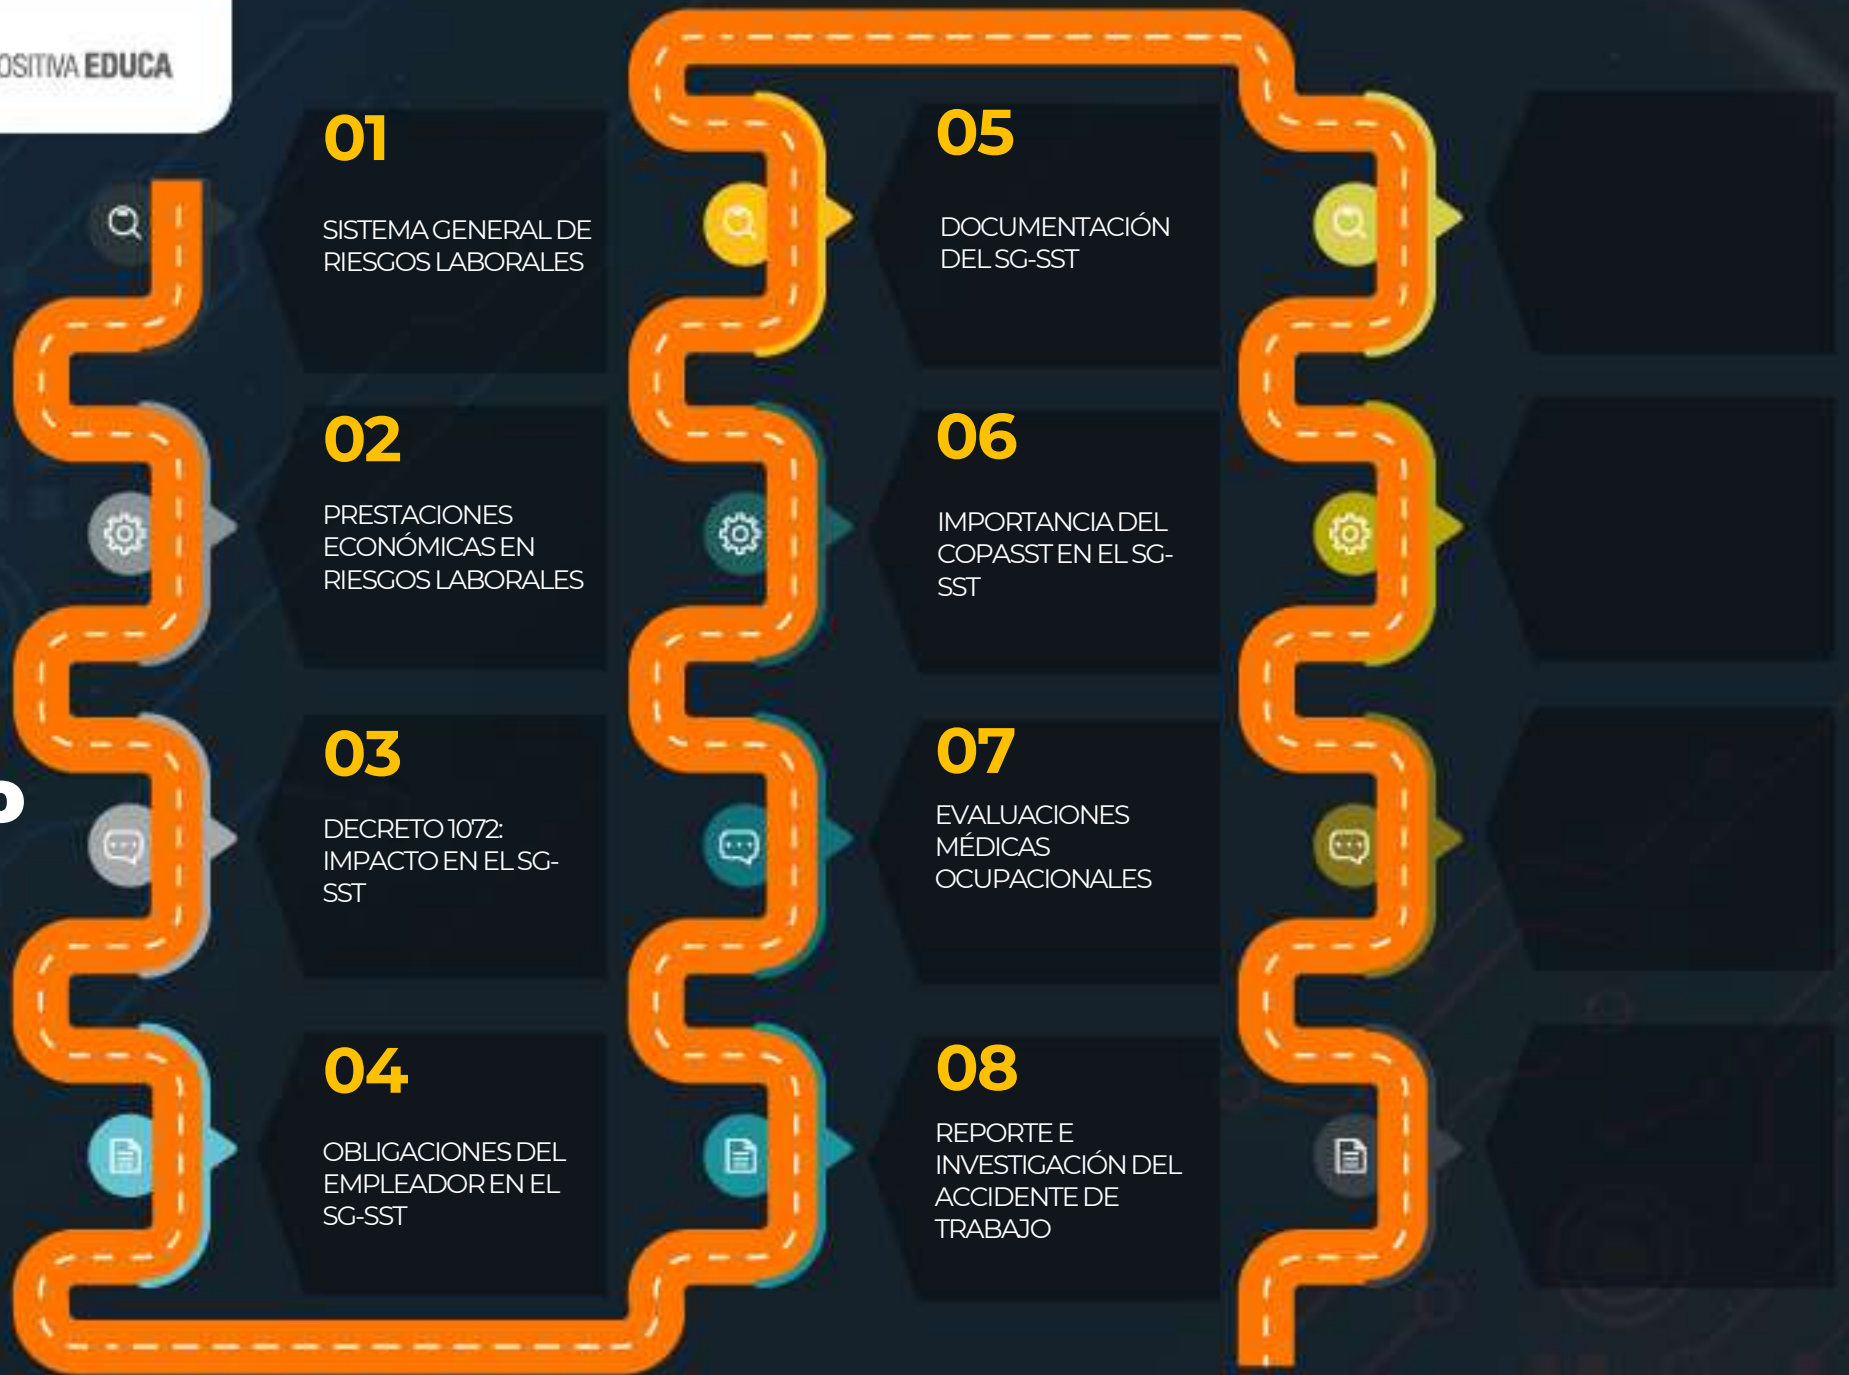 EDUCA
01
SISTEMA GENERAL DE
RIESGOS LABORALES
02
PRESTACIONES
ECONÓMICAS EN
RIESGOS LABORALES
03
DECRETO 1072:
IMPACTO EN EL SG-
SST
04
OBLIGACIONES DEL
EMPLEADOR EN EL
SG-SST
05
DOCUMENTACIÓN
DEL SG-SST
06
IMPORTANCIA DEL
COPASST EN EL SG-
SST
07
EVALUACIONES
MÉDICAS
OCUPACIONALES
08
REPORTE E
INVESTIGACIÓN DEL
ACCIDENTE DE
TRABAJO